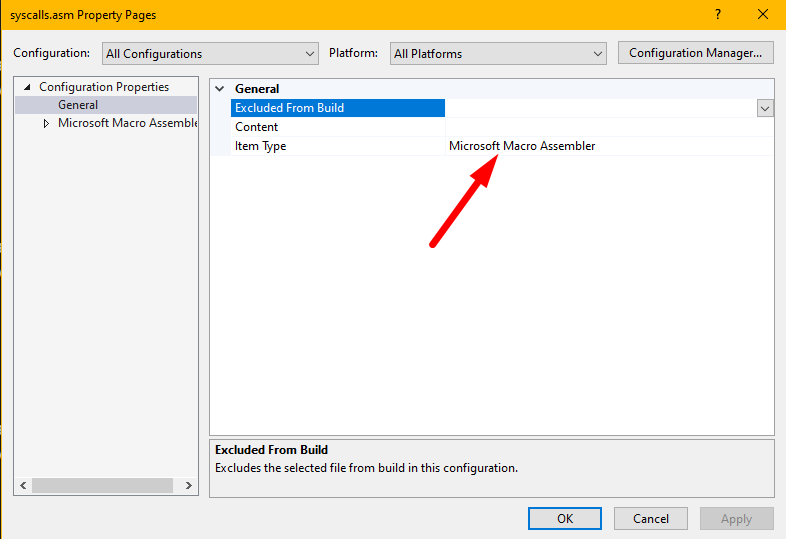 syscalls.asm Property Pages
?
Configuration: All Configurations Platform: All Platforms Configuration Manager...
Configuration Properties
General
Microsoft Macro Assemble
General
Excluded From Build
Content
Item Type Microsoft Macro Assembler
Excluded From Build
Excludes the selected file from build in this configuration.
OK Cancel Apply